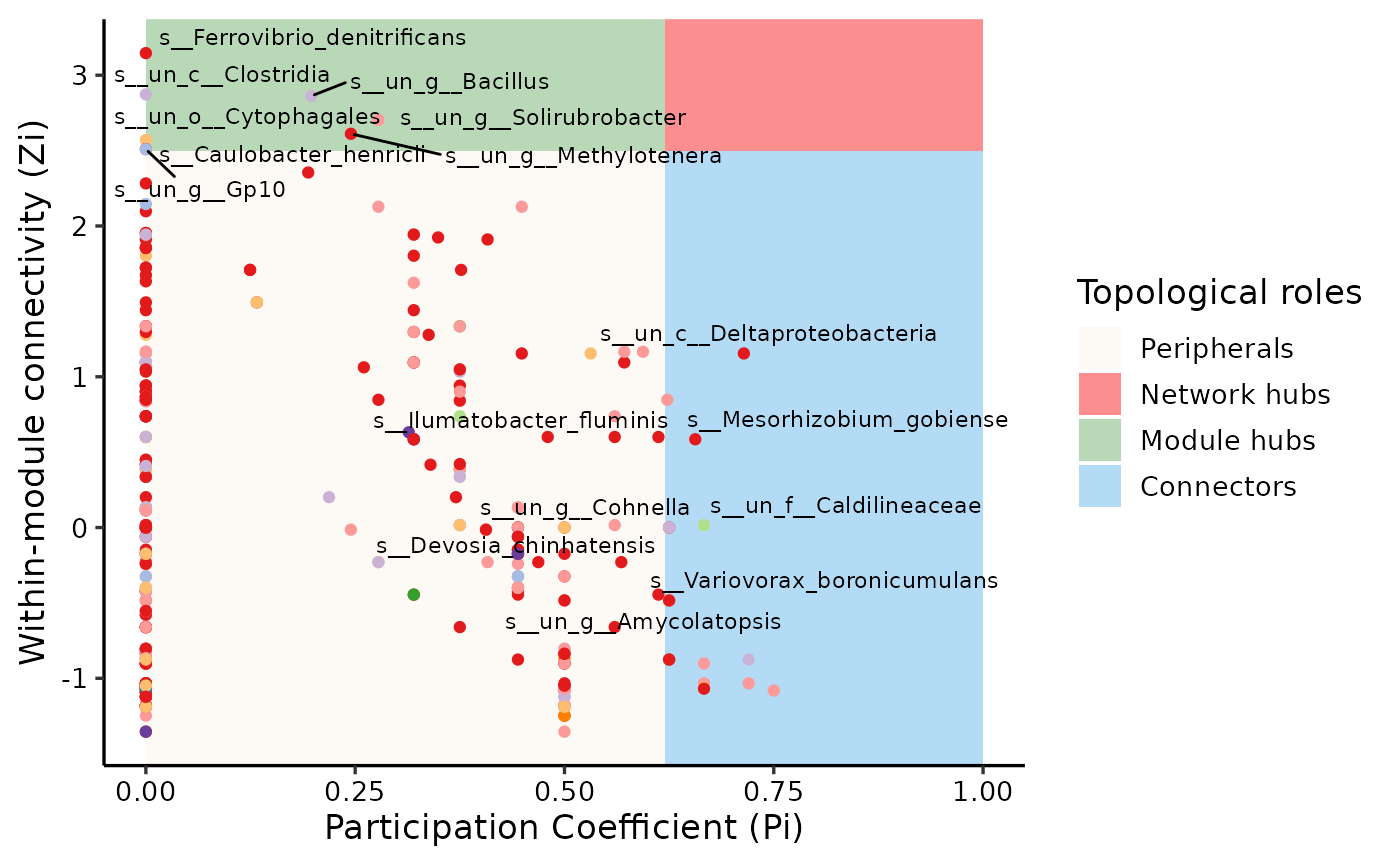 s__Ferrovibrio_denitrificans
s__un_c__Clostridia
s__un_g__Bacillus
s__un_o__Cytophagales
s__un_g__Solirubrobacter
s__Caulobacter_henricii
s__un_g__Methylotenera
s__un_g__Gp10
s__un_c__Deltaproteobacteria
s__Ilumatobacter_fluminis
s__Mesorhizobium_gobiense
s__un_g__Cohnella
s__un_f__Caldilineaceae
s__Devosia_chinhatensis
s__Variovorax_boronicumulans
s__un_g__Amycolatopsis
3
2
1
0
-1
Within-module connectivity (Zi)
0.00
0.25
0.50
0.75
1.00
Participation Coefficient (Pi)
Topological roles
Peripherals
Network hubs
Module hubs
Connectors